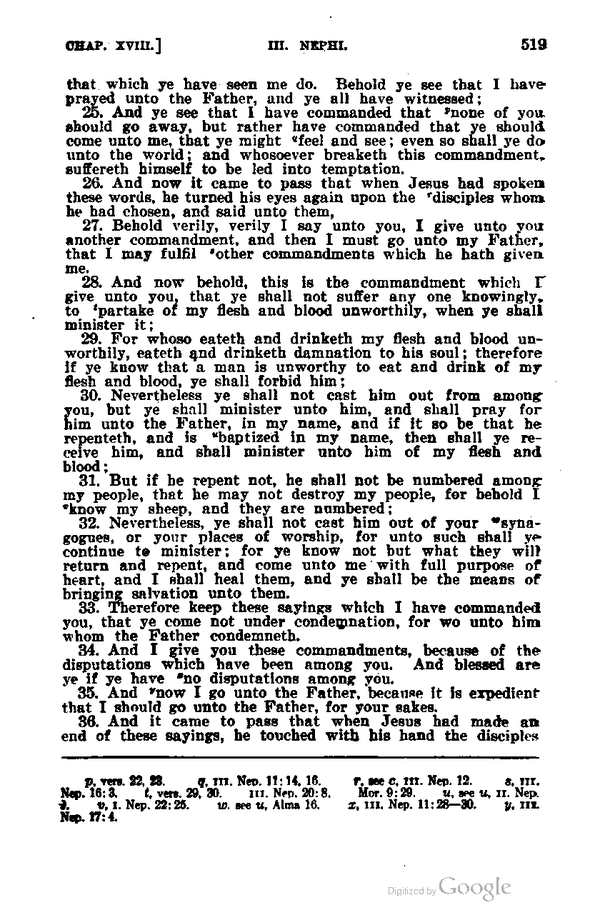 CHAP. XVIII.] III. NEPHI. 519
that which ye have seen me do. Behold ye see that I have
prayed unto the Father, and ye all have witnessed;
25. And ye see that I have commanded that ᵖnone of you
should go away, but rather have commanded that ye should
come unto me, that ye might ᵍfeel and see; even so shall ye do
unto the world; and whosoever breaketh this commandment,
suffereth himself to be led into temptation.
26. And now it came to pass that when Jesus had spoken
these words, he turned his eyes again upon the ʳdisciples whom
he had chosen, and said unto them,
27. Behold verily, verily I say unto you, I give unto you
another commandment, and then I must go unto my Father,
that I may fulfil ˢother commandments which he hath given
me.
28. And now behold, this is the commandment which I
give unto you, that ye shall not suffer any one knowingly,
to ᵗpartake of my flesh and blood unworthily, when ye shall
minister it;
29. For whoso eateth and drinketh my flesh and blood un-
worthily, eateth and drinketh damnation to his soul; therefore
if ye know that a man is unworthy to eat and drink of my
flesh and blood, ye shall forbid him;
30. Nevertheless ye shall not cast him out from among
you, but ye shall minister unto him, and shall pray for
him unto the Father, in my name, and if it so be that he
repenteth, and is ᵘbaptized in my name, then shall ye re-
ceive him, and shall minister unto him of my flesh and
blood;
31. But if he repent not, he shall not be numbered among
my people, that he may not destroy my people, for behold I
ᵛknow my sheep, and they are numbered;
32. Nevertheless, ye shall not cast him out of your ʷsyna-
gogues, or your places of worship, for unto such shall ye
continue to minister; for ye know not but what they will
return and repent, and come unto me with full purpose of
heart, and I shall heal them, and ye shall be the means of
bringing salvation unto them.
33. Therefore keep these sayings which I have commanded
you, that ye come not under condemnation, for wo unto him
whom the Father condemneth.
34. And I give you these commandments, because of the
disputations which have been among you. And blessed are
ye if ye have ˣno disputations among you.
35. And ʸnow I go unto the Father, because it is expedient
that I should go unto the Father, for your sakes.
36. And it came to pass that when Jesus had made an
end of these sayings, he touched with his hand the disciples
p, vers. 22, 23. q, III. Nep. 11:14, 16. r, see c, III. Nep. 12. s, III.
Nep. 16:3. t, vers. 29, 30. III. Nep. 20:8. Mor. 9:29. u, see u, II. Nep.
9. v, I. Nep. 22:25. w. see u, Alma 16. x, III. Nep. 11:28—30. y, III.
Nep. 17:4.
Digitized by Google